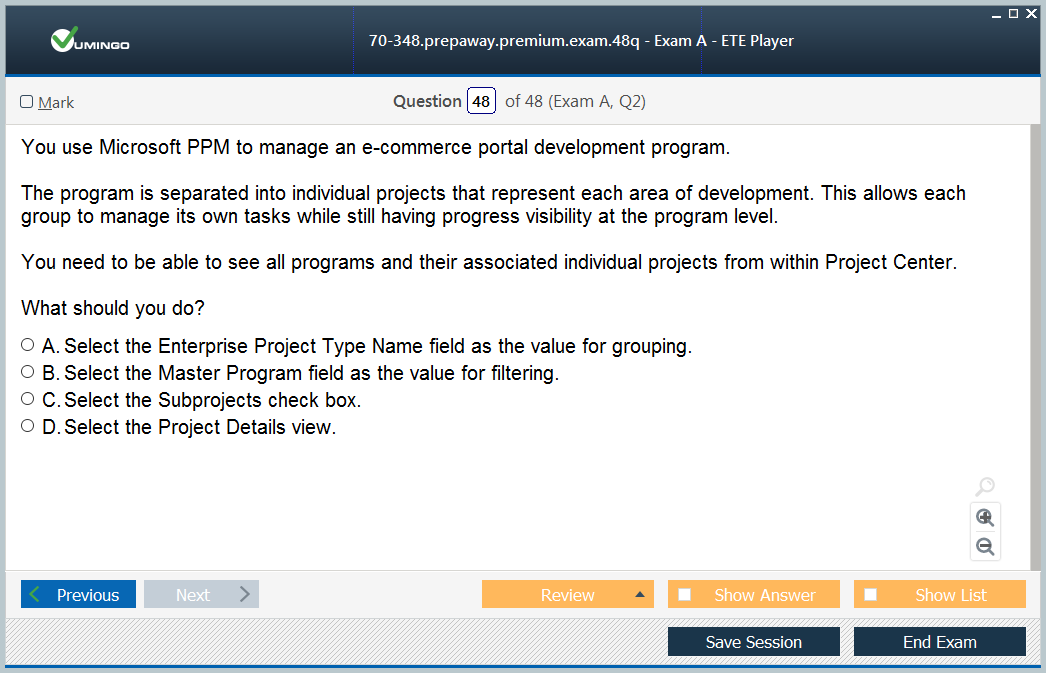 VUMINGO
70-348.prepaway.premium.exam.48q - Exam A - ETE Player
Mark
Question 48 of 48 (Exam A, Q2)
You use Microsoft PPM to manage an e-commerce portal development program.
The program is separated into individual projects that represent each area of development. This allows each
group to manage its own tasks while still having progress visibility at the program level.
You need to be able to see all programs and their associated individual projects from within Project Center.
What should you do?
A. Select the Enterprise Project Type Name field as the value for grouping.
B. Select the Master Program field as the value for filtering.
C. Select the Subprojects check box.
D. Select the Project Details view.
Previous
Next
Review
Show Answer
Show List
Save Session
End Exam